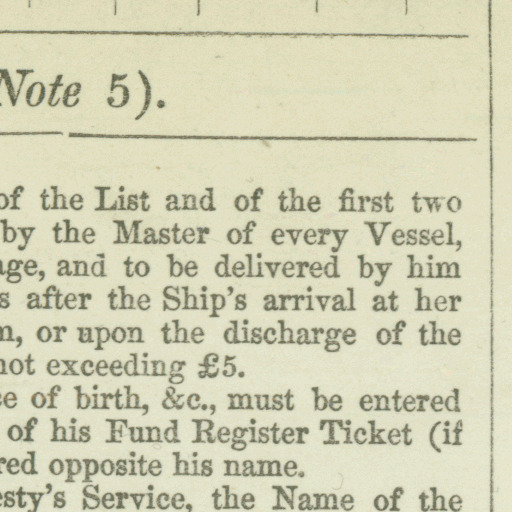 Note 5).
of the List and of the first two
by the Master of every Vessel,
age, and to be delivered by him
s after the Ship's arrival at her
n, or upon the discharge of the
not exceeding £5.
ce of birth, &c., must be entered
of his Fund Register Ticket (if
red opposite his name.
esty's Service, the Name of the